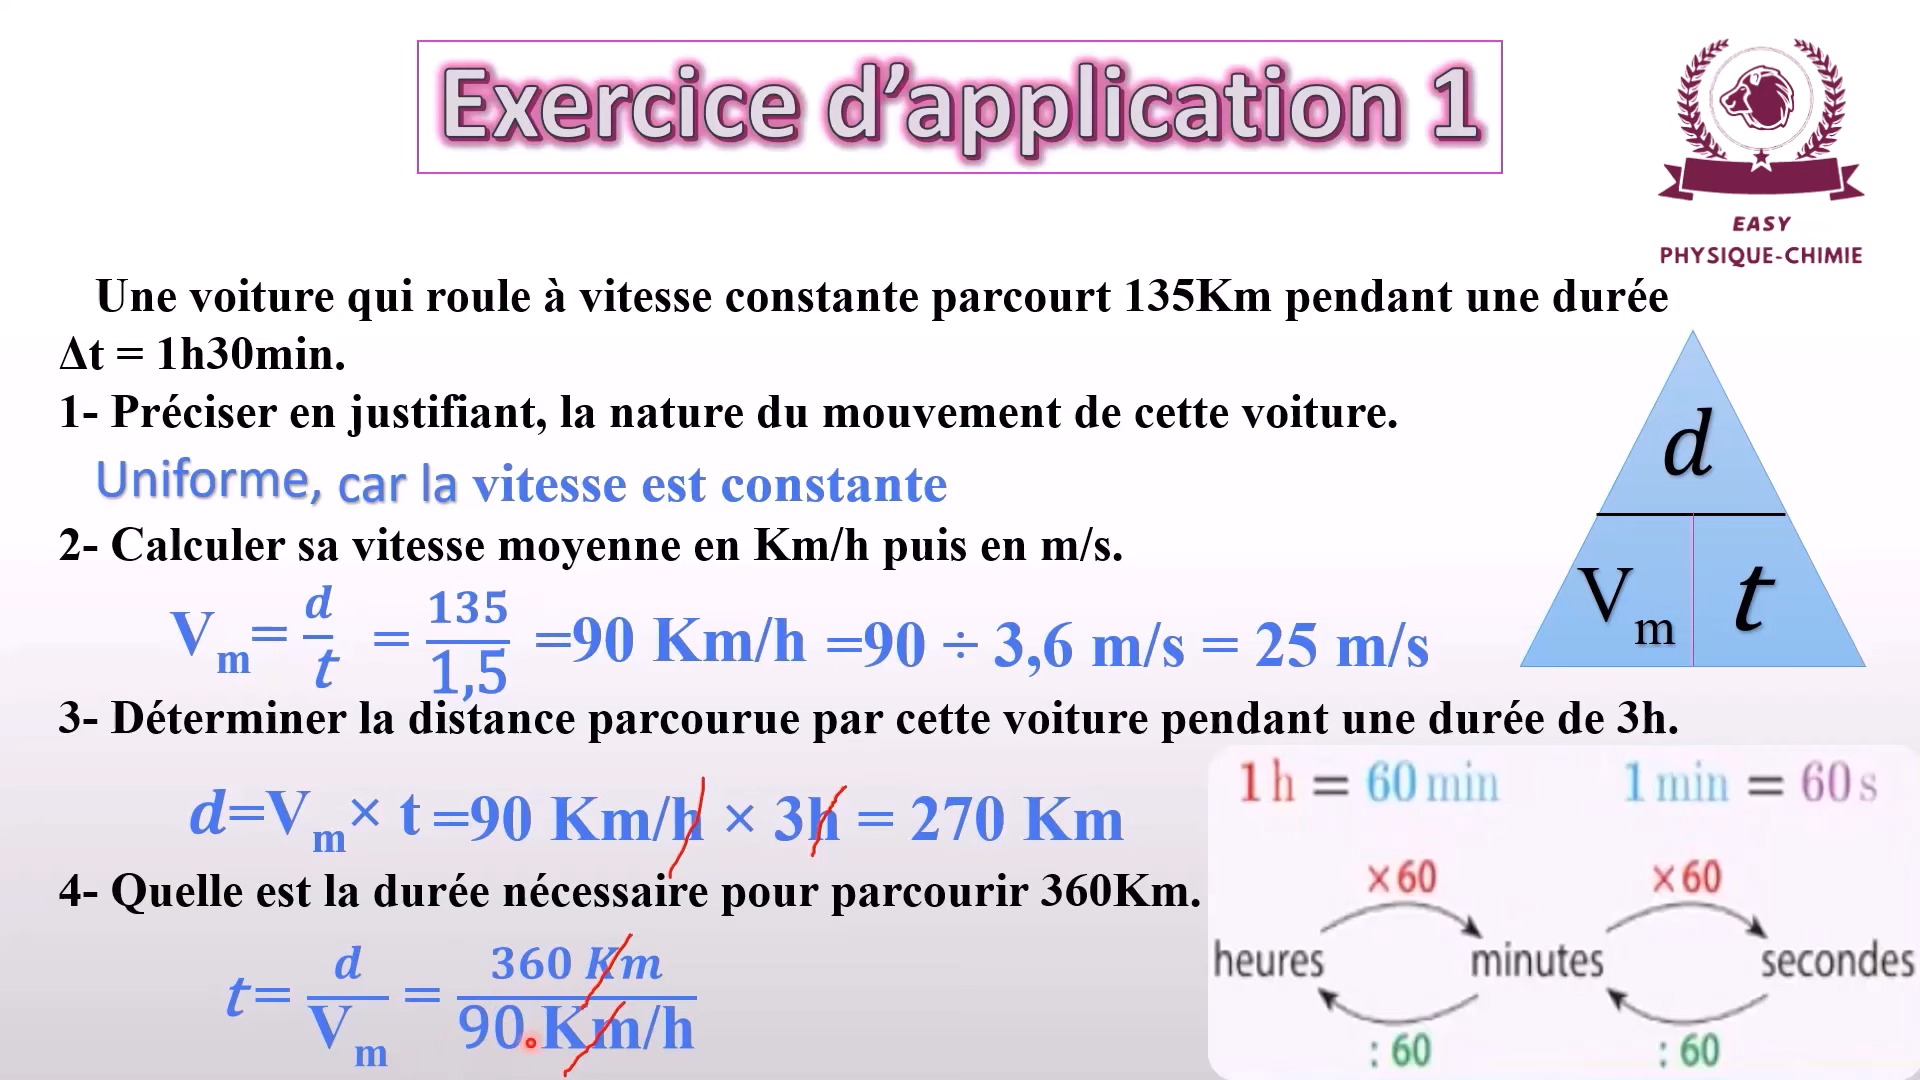 Exercice d’application 1
EASY
PHYSIQUE-CHIMIE
Une voiture qui roule à vitesse constante parcourt 135Km pendant une durée
Δt = 1h30min.
1- Préciser en justifiant, la nature du mouvement de cette voiture.
Uniforme, car la vitesse est constante
2- Calculer sa vitesse moyenne en Km/h puis en m/s.
Vm= d/t = 135/1,5 =90 Km/h =90 ÷ 3,6 m/s = 25 m/s
3- Déterminer la distance parcourue par cette voiture pendant une durée de 3h.
d=Vm× t =90 Km/h × 3h = 270 Km
4- Quelle est la durée nécessaire pour parcourir 360Km.
t= d/Vm = 360 Km/90 Km/h
d
Vm t
1 h = 60 min 1 min = 60 s
×60 ×60
heures minutes secondes
: 60 : 60